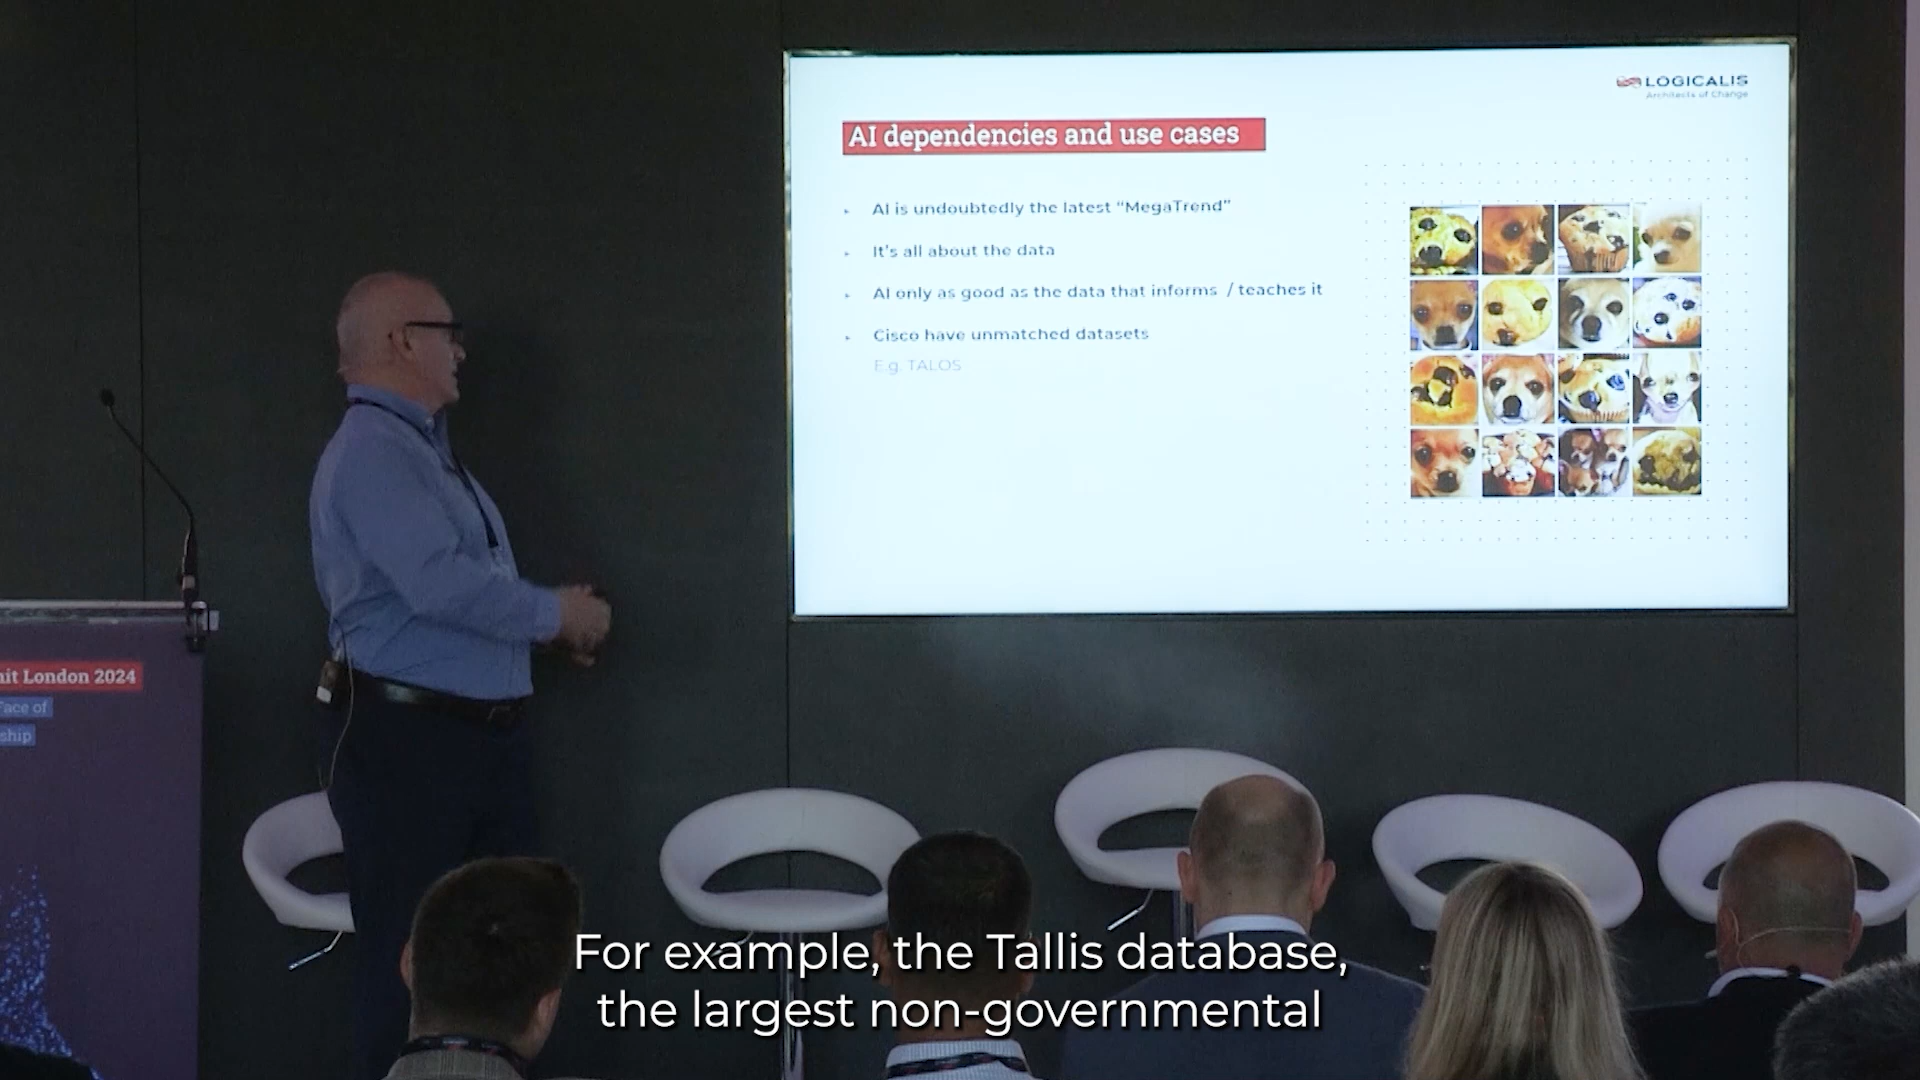 LOGICALIS
Architects of Change
AI dependencies and use cases
AI is undoubtedly the latest “MegaTrend”
It's all about the data
AI only as good as the data that informs / teaches it
Cisco have unmatched datasets
E.g. TALOS
nit London 2024
Face of
ship
For example, the Tallis database,
the largest non-governmental